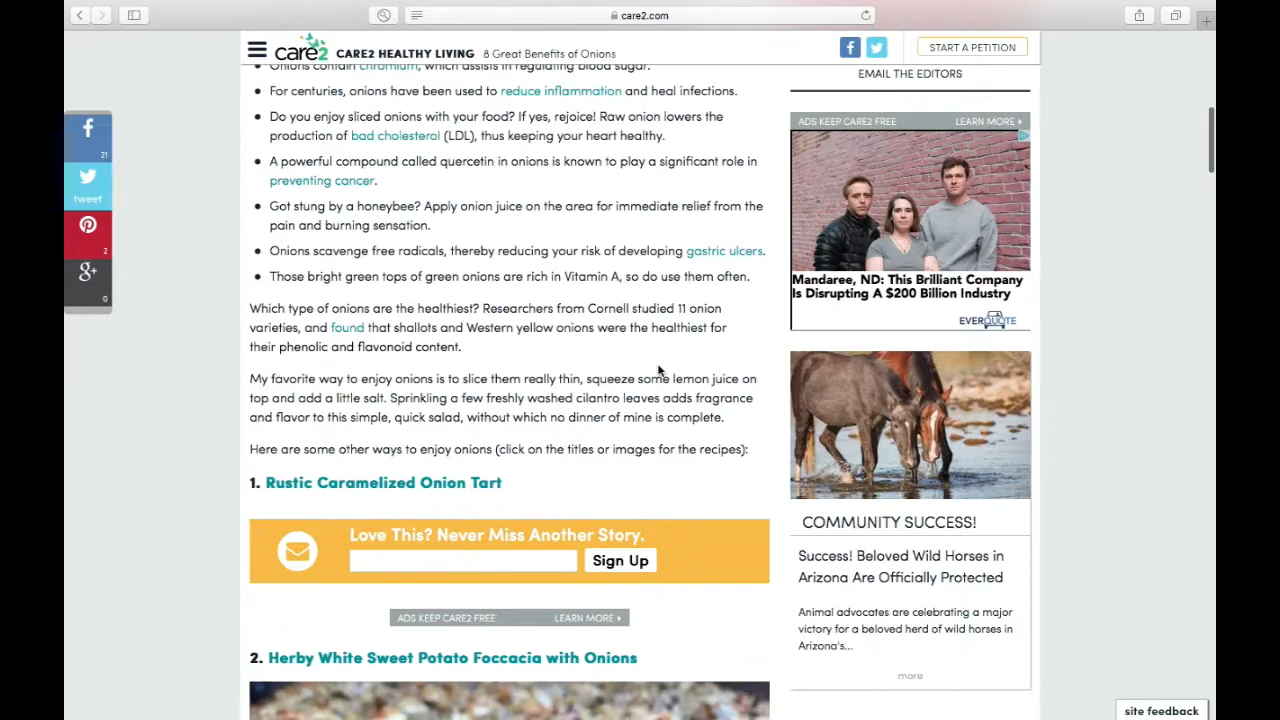 care2.com
care2 CARE2 HEALTHY LIVING 8 Great Benefits of Onions
START A PETITION
Onions contain chromium, which assists in regulating blood sugar.
For centuries, onions have been used to reduce inflammation and heal infections.
Do you enjoy sliced onions with your food? If yes, rejoice! Raw onion lowers the
production of bad cholesterol (LDL), thus keeping your heart healthy.
A powerful compound called quercetin in onions is known to play a significant role in
preventing cancer.
Got stung by a honeybee? Apply onion juice on the area for immediate relief from the
pain and burning sensation.
Onions scavenge free radicals, thereby reducing your risk of developing gastric ulcers.
Those bright green tops of green onions are rich in Vitamin A, so do use them often.
Which type of onions are the healthiest? Researchers from Cornell studied 11 onion
varieties, and found that shallots and Western yellow onions were the healthiest for
their phenolic and flavonoid content.
My favorite way to enjoy onions is to slice them really thin, squeeze some lemon juice on
top and add a little salt. Sprinkling a few freshly washed cilantro leaves adds fragrance
and flavor to this simple, quick salad, without which no dinner of mine is complete.
Here are some other ways to enjoy onions (click on the titles or images for the recipes):
1. Rustic Caramelized Onion Tart
Love This? Never Miss Another Story.
Sign Up
ADS KEEP CARE2 FREE LEARN MORE
2. Herby White Sweet Potato Foccacia with Onions
21
tweet
2
g+
0
EMAIL THE EDITORS
ADS KEEP CARE2 FREE LEARN MORE
Mandaree, ND: This Brilliant Company
Is Disrupting A $200 Billion Industry
EVERQUOTE
COMMUNITY SUCCESS!
Success! Beloved Wild Horses in
Arizona Are Officially Protected
Animal advocates are celebrating a major
victory for a beloved herd of wild horses in
Arizona's...
more
site feedback